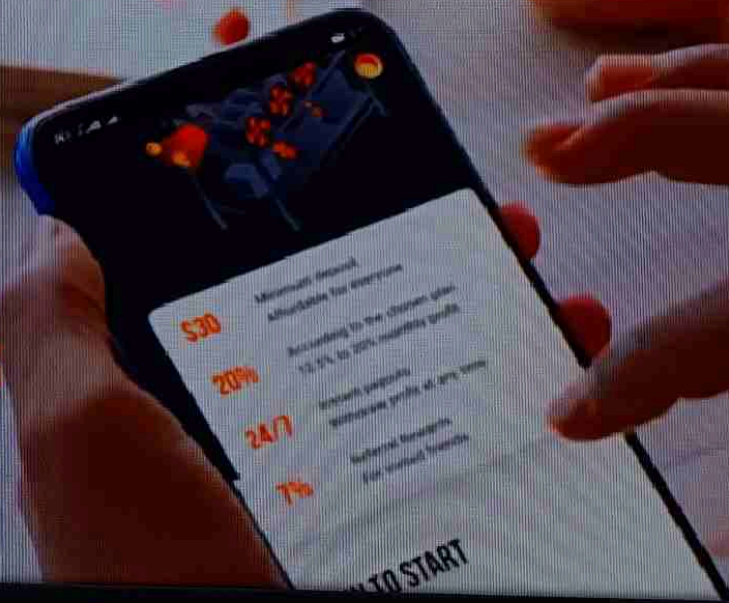 $30
Minimum deposit
Affordable for everyone
20%
According to the chosen plan
12.5% to 20% monthly profit
24/7
Instant payouts
Withdraw profit at any time
7%
Referral Rewards
For invited friends
TO START